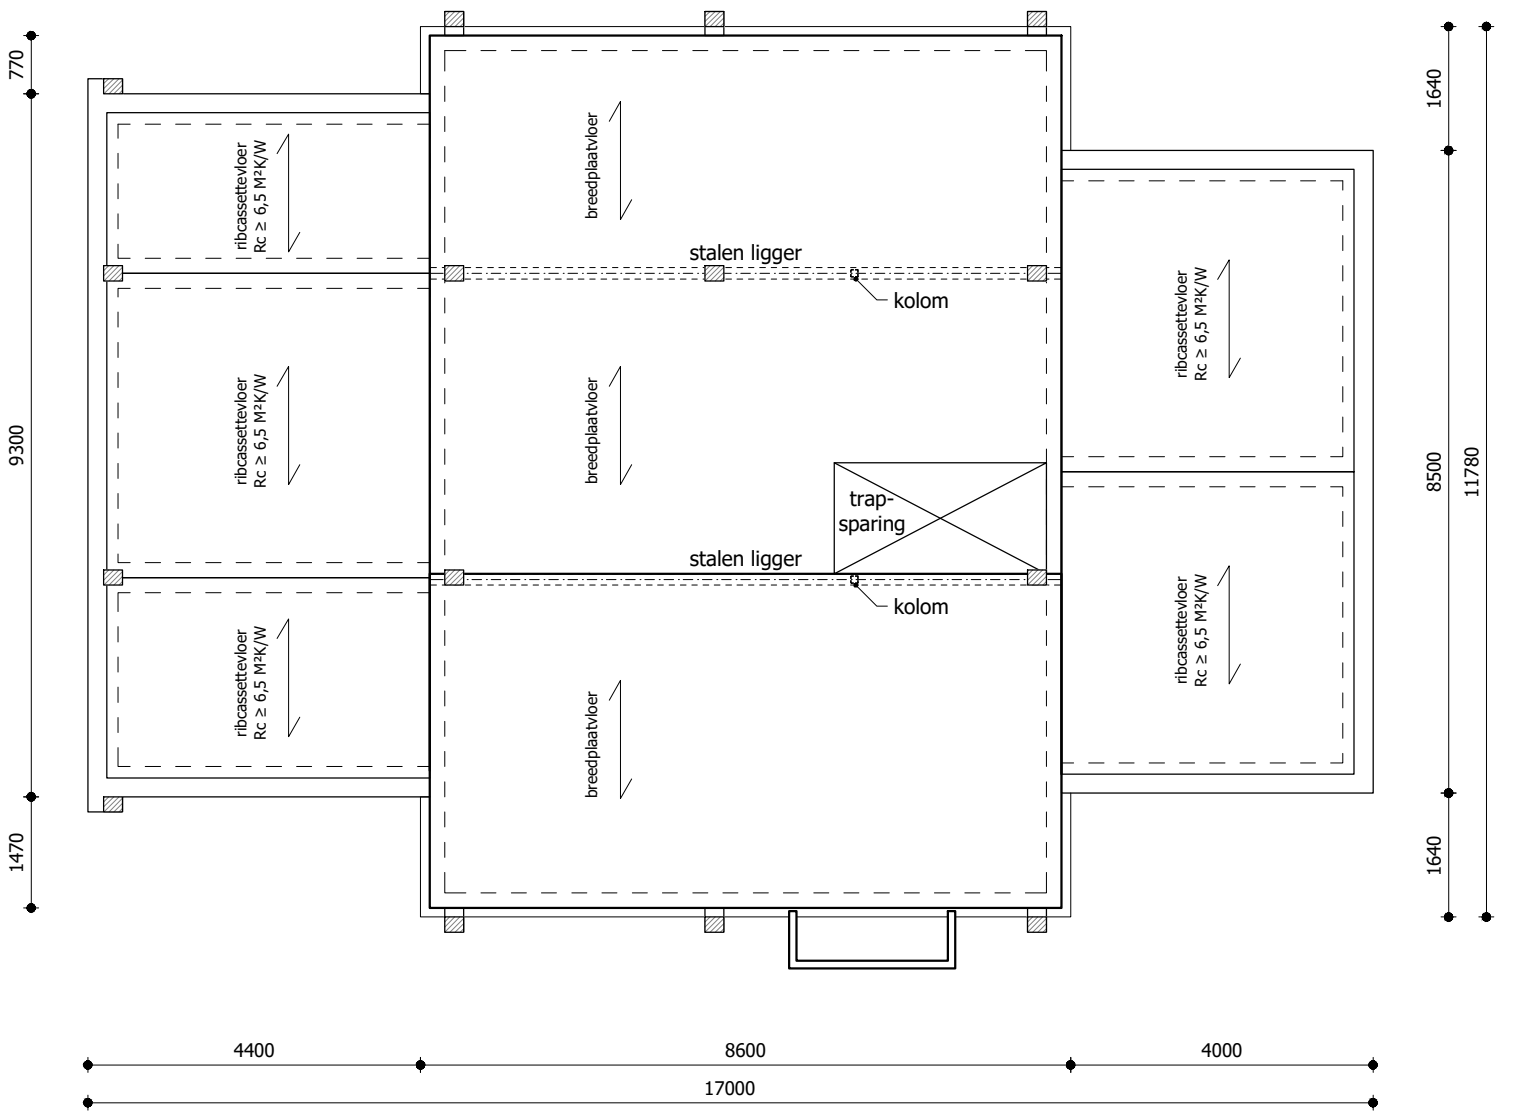 770
9300
1470
1640
8500
1640
11780
ribcassettevloer
Rc ≥ 6,5 M²K/W
ribcassettevloer
Rc ≥ 6,5 M²K/W
ribcassettevloer
Rc ≥ 6,5 M²K/W
breedplaatvloer
stalen ligger
kolom
breedplaatvloer
trap-
sparing
stalen ligger
kolom
breedplaatvloer
ribcassettevloer
Rc ≥ 6,5 M²K/W
ribcassettevloer
Rc ≥ 6,5 M²K/W
4400
8600
4000
17000